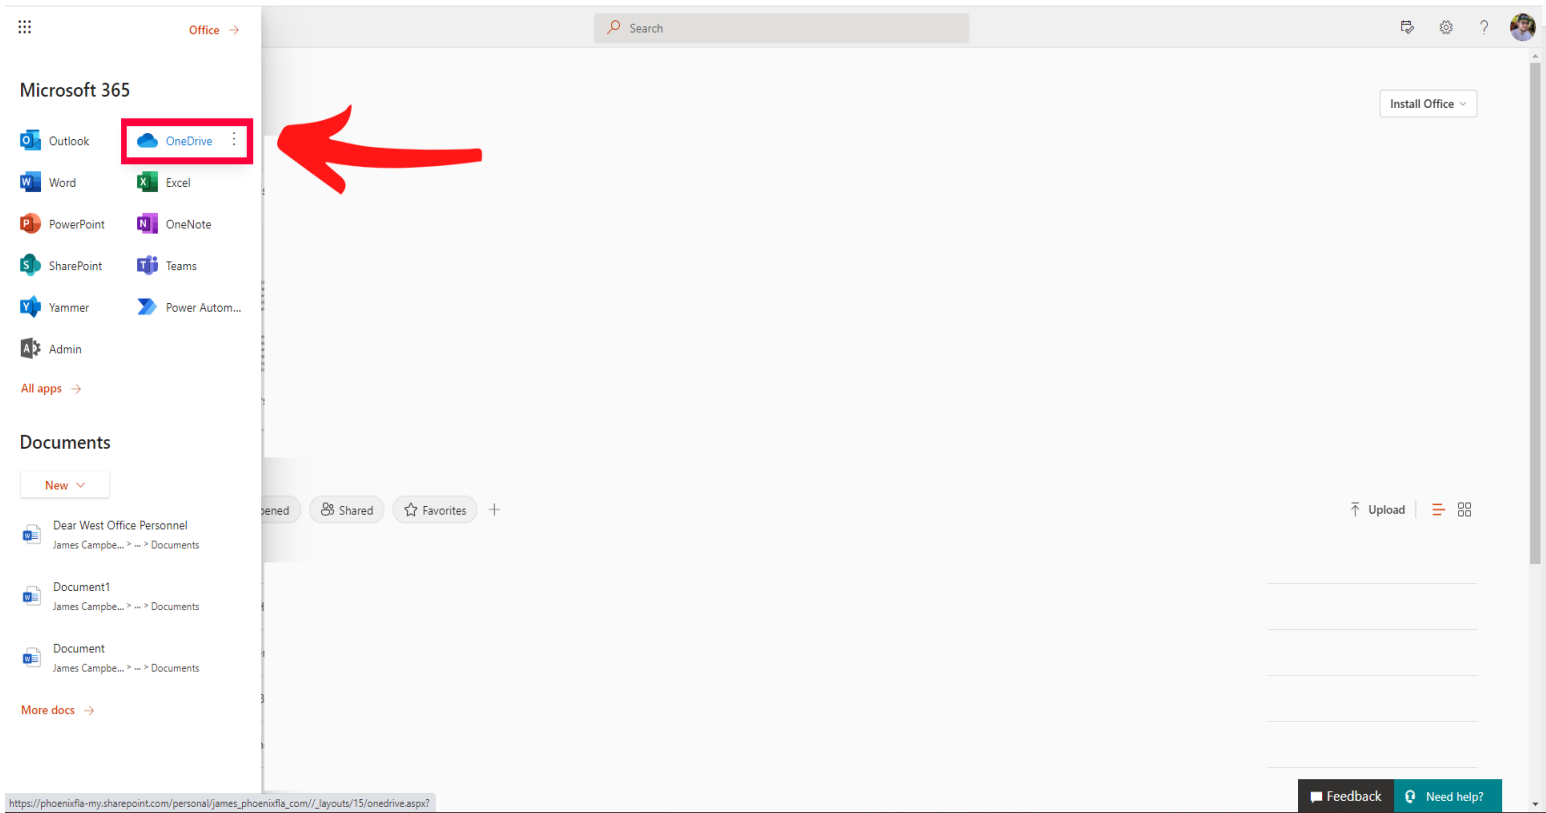 Office
Search
Microsoft 365
Install Office
Outlook
OneDrive
Word
Excel
PowerPoint
OneNote
SharePoint
Teams
Yammer
Power Autom...
Admin
All apps
Documents
New
pened
Shared
Favorites
Upload
Dear West Office Personnel
James Campbe... > ... > Documents
Document1
James Campbe... > ... > Documents
Document
James Campbe... > ... > Documents
More docs
https://phoenixfla-my.sharepoint.com/personal/james_phoenixfla_com//_layouts/15/onedrive.aspx?
Feedback
Need help?